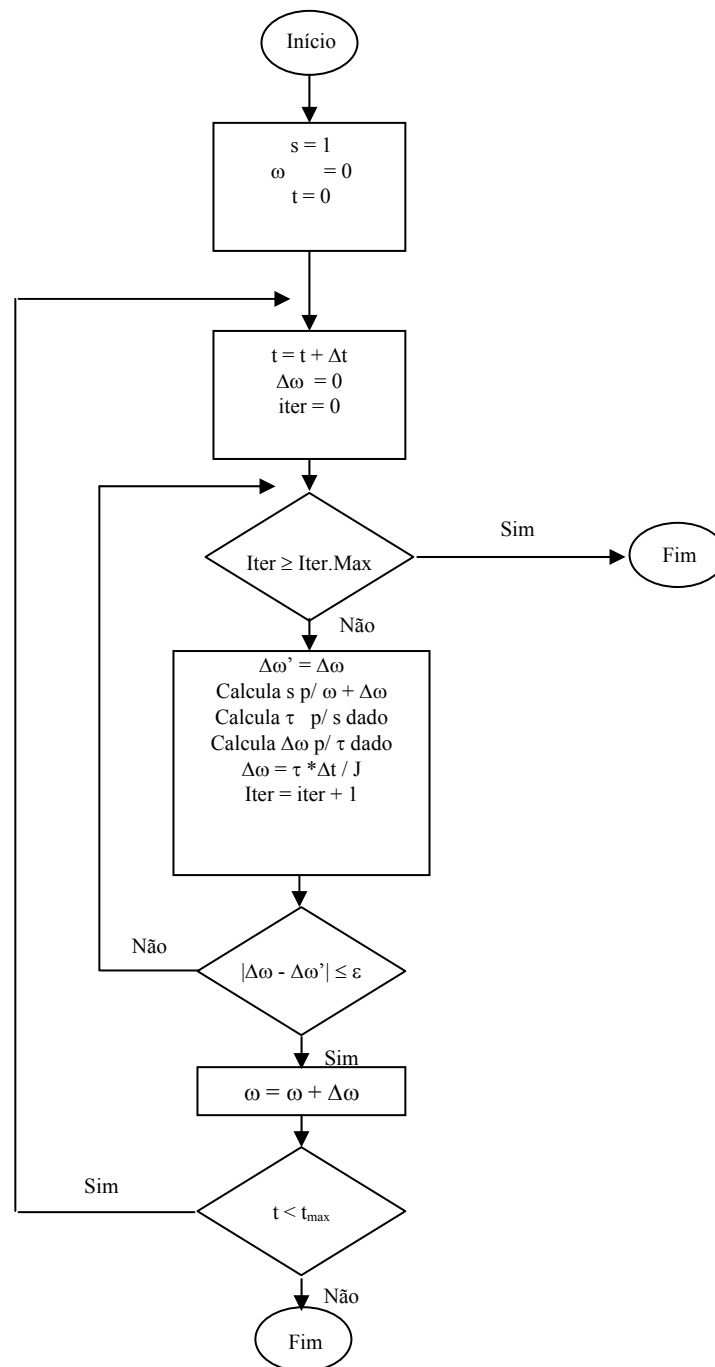 Início
s = 1
ω = 0
t = 0
t = t + Δt
Δω = 0
iter = 0
Iter ≥ Iter.Max
Sim
Fim
Não
Δω’ = Δω
Calcula s p/ ω + Δω
Calcula τ p/ s dado
Calcula Δω p/ τ dado
Δω = τ *Δt / J
Iter = iter + 1
Não
|Δω - Δω’| ≤ ε
Sim
ω = ω + Δω
Sim
t < tmax
Não
Fim